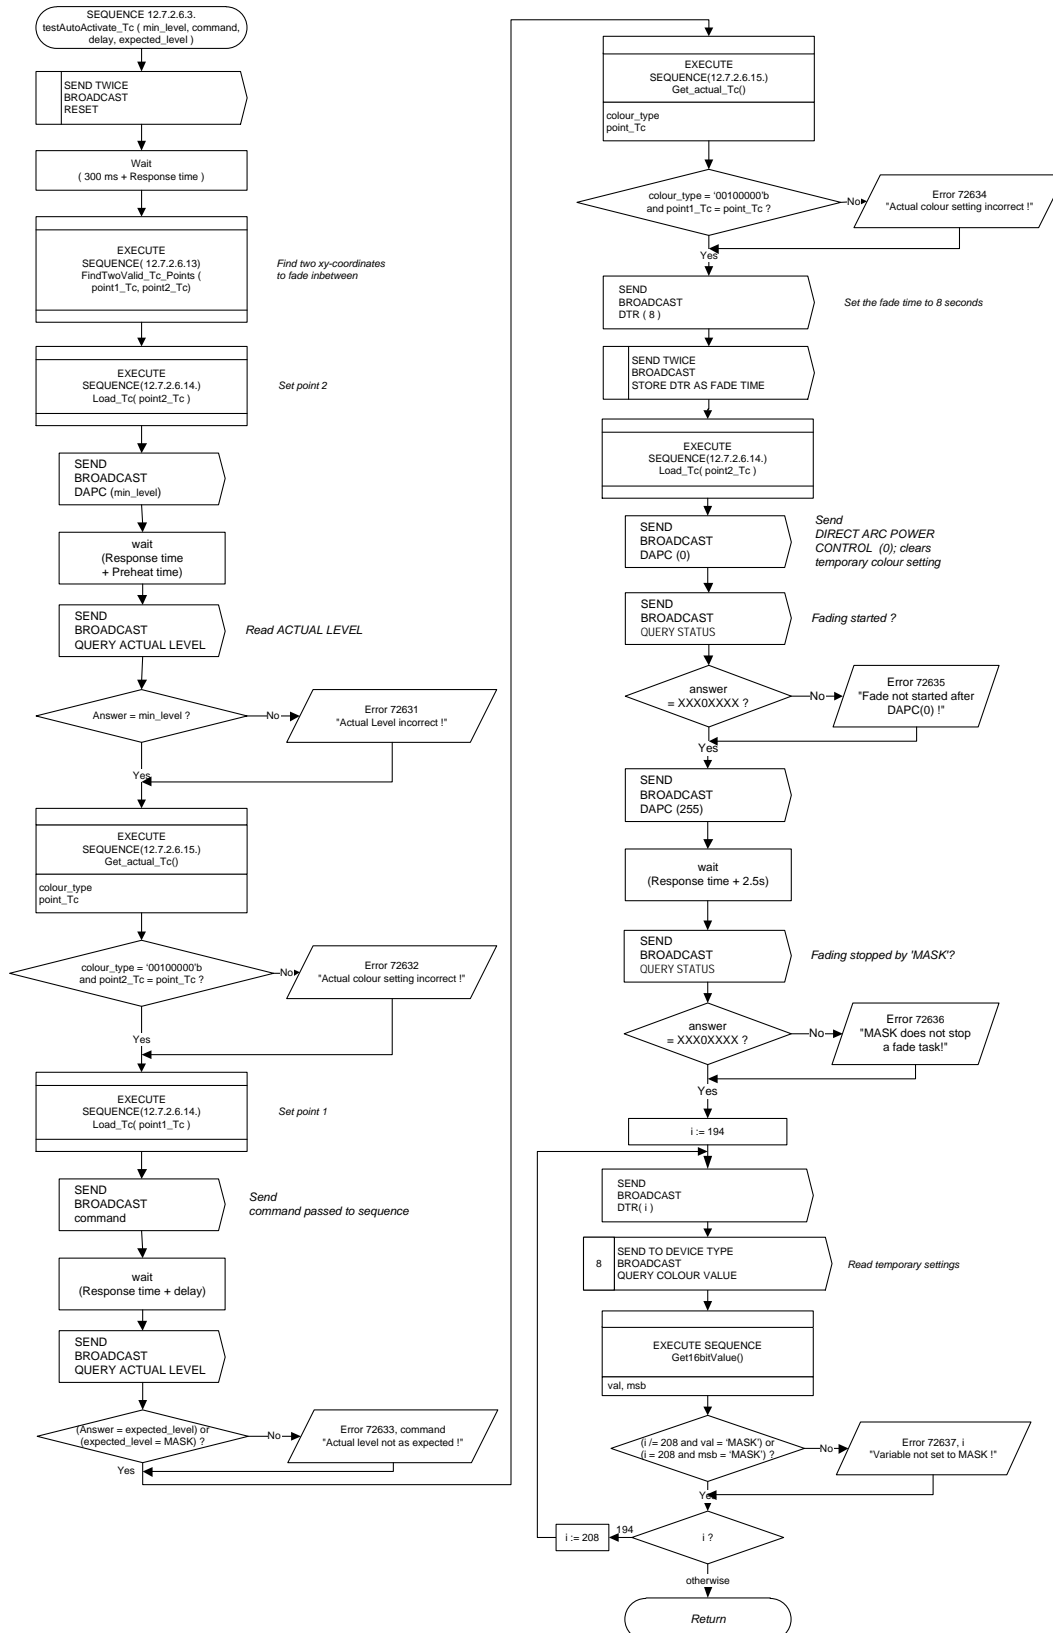 SEQUENCE 12.7.2.6.3.
testAutoActivate_Tc ( min_level, command,
delay, expected_level )
SEND TWICE
BROADCAST
RESET
Wait
( 300 ms + Response time )
EXECUTE
SEQUENCE( 12.7.2.6.13)
FindTwoValid_Tc_Points (
point1_Tc, point2_Tc)
Find two xy-coordinates
to fade inbetween
EXECUTE
SEQUENCE(12.7.2.6.14.)
Load_Tc( point2_Tc )
Set point 2
SEND
BROADCAST
DAPC (min_level)
wait
(Response time
+ Preheat time)
SEND
BROADCAST
QUERY ACTUAL LEVEL
Read ACTUAL LEVEL
Answer = min_level ?
No
Error 72631
"Actual Level incorrect !"
Yes
EXECUTE
SEQUENCE(12.7.2.6.15.)
Get_actual_Tc()
colour_type
point_Tc
colour_type = '00100000'b
and point2_Tc = point_Tc ?
No
Error 72632
"Actual colour setting incorrect !"
Yes
EXECUTE
SEQUENCE(12.7.2.6.14.)
Load_Tc( point1_Tc )
Set point 1
SEND
BROADCAST
command
Send
command passed to sequence
wait
(Response time + delay)
SEND
BROADCAST
QUERY ACTUAL LEVEL
(Answer = expected_level) or
(expected_level = MASK) ?
No
Error 72633, command
"Actual level not as expected !"
Yes
EXECUTE
SEQUENCE(12.7.2.6.15.)
Get_actual_Tc()
colour_type
point_Tc
colour_type = '00100000'b
and point1_Tc = point_Tc ?
No
Error 72634
"Actual colour setting incorrect !"
Yes
SEND
BROADCAST
DTR ( 8 )
Set the fade time to 8 seconds
SEND TWICE
BROADCAST
STORE DTR AS FADE TIME
EXECUTE
SEQUENCE(12.7.2.6.14.)
Load_Tc( point2_Tc )
SEND
BROADCAST
DAPC (0)
Send
DIRECT ARC POWER
CONTROL (0); clears
temporary colour setting
SEND
BROADCAST
QUERY STATUS
Fading started ?
answer
= XXX0XXXX ?
No
Error 72635
"Fade not started after
DAPC(0) !"
Yes
SEND
BROADCAST
DAPC (255)
wait
(Response time + 2.5s)
SEND
BROADCAST
QUERY STATUS
Fading stopped by 'MASK'?
answer
= XXX0XXXX ?
No
Error 72636
"MASK does not stop
a fade task!"
Yes
i := 194
SEND
BROADCAST
DTR( i )
8
SEND TO DEVICE TYPE
BROADCAST
QUERY COLOUR VALUE
Read temporary settings
EXECUTE SEQUENCE
Get16bitValue()
val, msb
(i /= 208 and val = 'MASK') or
(i = 208 and msb = 'MASK') ?
No
Error 72637, i
"Variable not set to MASK !"
Yes
i ?
194
i := 208
otherwise
Return